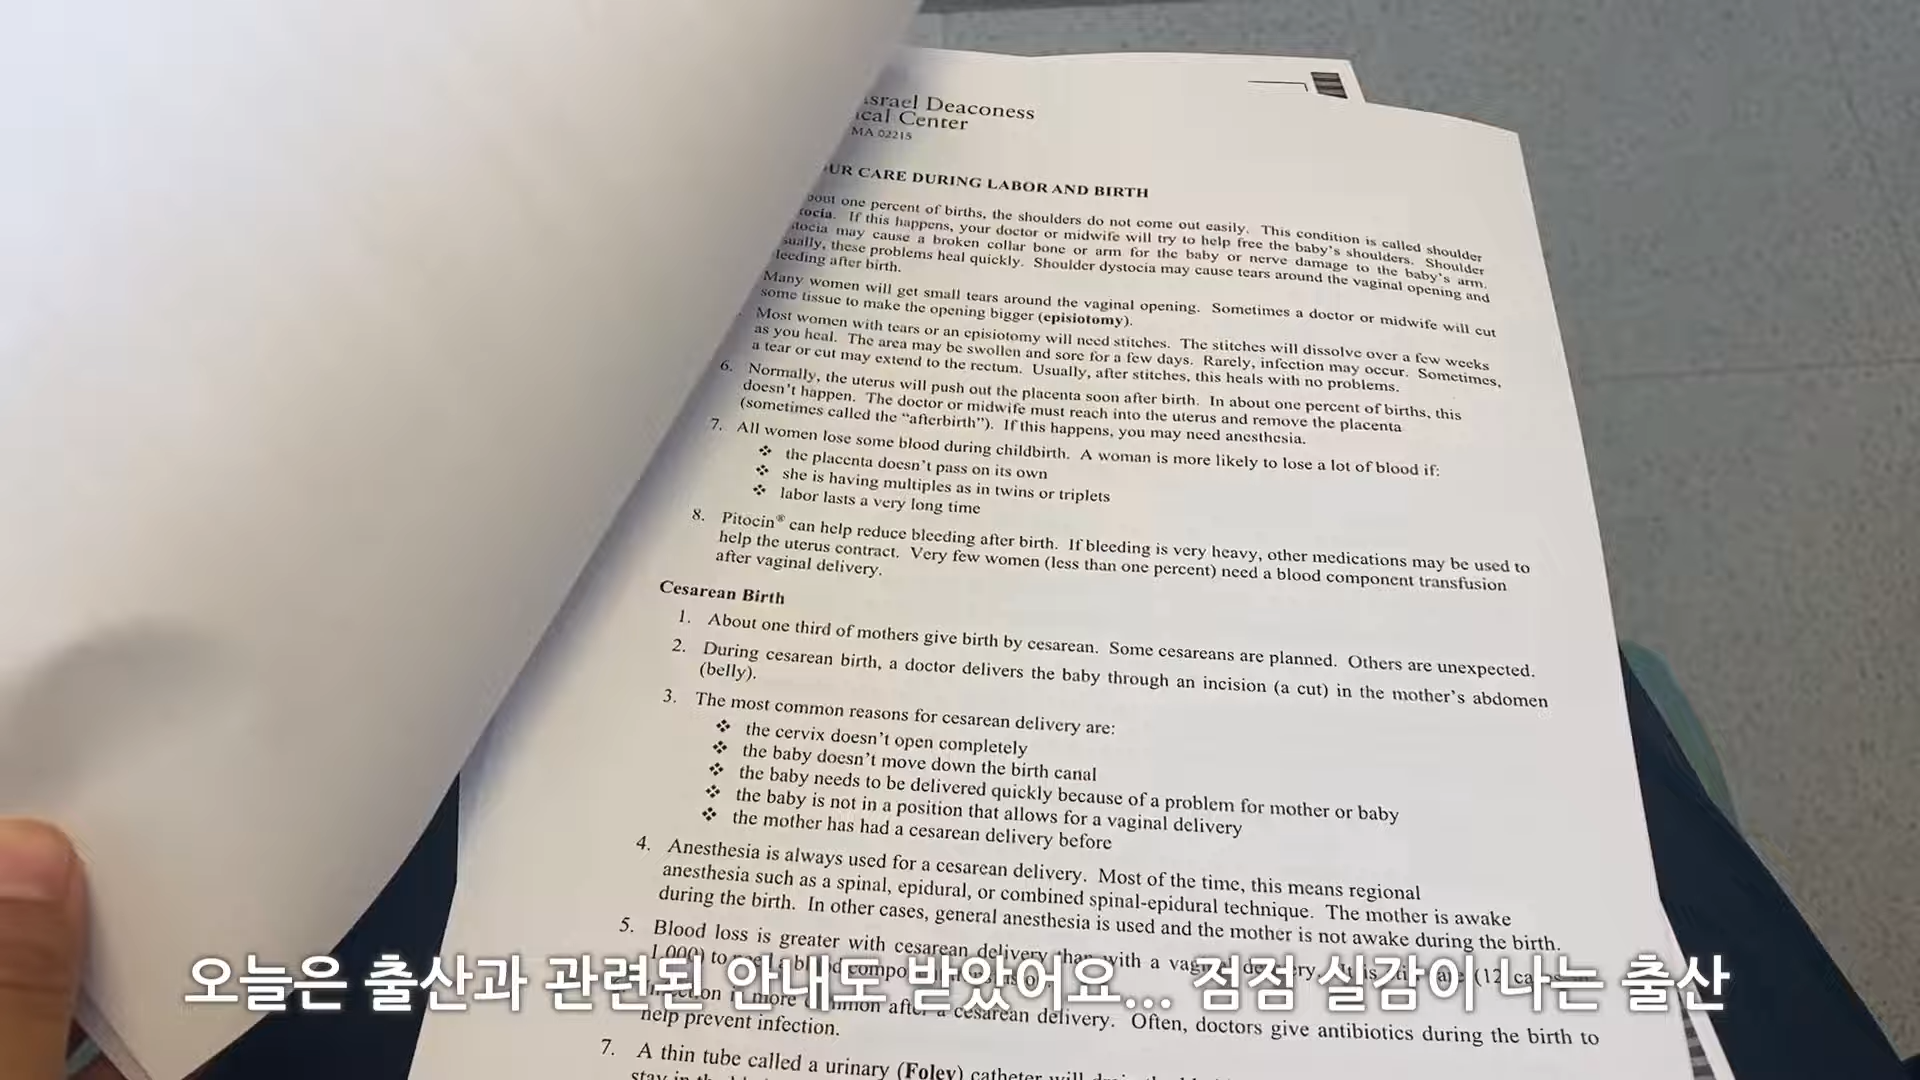 Israel Deaconess
ical Center
MA 02215
UR CARE DURING LABOR AND BIRTH
one percent of births, the shoulders do not come out easily. This condition is called shoulder
tocia. If this happens, your doctor or midwife will try to help free the baby's shoulders. Shoulder
tocia may cause a broken collar bone or arm for the baby or nerve damage to the baby's arm.
sually, these problems heal quickly. Shoulder dystocia may cause tears around the vaginal opening and
leeding after birth.
Many women will get small tears around the vaginal opening. Sometimes a doctor or midwife will cut
some tissue to make the opening bigger (episiotomy).
Most women with tears or an episiotomy will need stitches. The stitches will dissolve over a few weeks
as you heal. The area may be swollen and sore for a few days. Rarely, infection may occur. Sometimes,
a tear or cut may extend to the rectum. Usually, after stitches, this heals with no problems.
6. Normally, the uterus will push out the placenta soon after birth. In about one percent of births, this
doesn't happen. The doctor or midwife must reach into the uterus and remove the placenta
(sometimes called the "afterbirth"). If this happens, you may need anesthesia.
7. All women lose some blood during childbirth. A woman is more likely to lose a lot of blood if:
❖ the placenta doesn't pass on its own
❖ she is having multiples as in twins or triplets
❖ labor lasts a very long time
8. Pitocin® can help reduce bleeding after birth. If bleeding is very heavy, other medications may be used to
help the uterus contract. Very few women (less than one percent) need a blood component transfusion
after vaginal delivery.
Cesarean Birth
1. About one third of mothers give birth by cesarean. Some cesareans are planned. Others are unexpected.
2. During cesarean birth, a doctor delivers the baby through an incision (a cut) in the mother's abdomen
(belly).
3. The most common reasons for cesarean delivery are:
❖ the cervix doesn't open completely
❖ the baby doesn't move down the birth canal
❖ the baby needs to be delivered quickly because of a problem for mother or baby
❖ the baby is not in a position that allows for a vaginal delivery
❖ the mother has had a cesarean delivery before
4. Anesthesia is always used for a cesarean delivery. Most of the time, this means regional
anesthesia such as a spinal, epidural, or combined spinal-epidural technique. The mother is awake
during the birth. In other cases, general anesthesia is used and the mother is not awake during the birth.
5. Blood loss is greater with cesarean delivery than with a
1,000) to
more after a cesarean delivery. Often, doctors give antibiotics during the birth to
help prevent infection.
7. A thin tube called a urinary (Foley) catheter will
오늘은 출산과 관련된 안내도 받았어요... 점점 실감이 나는 출산